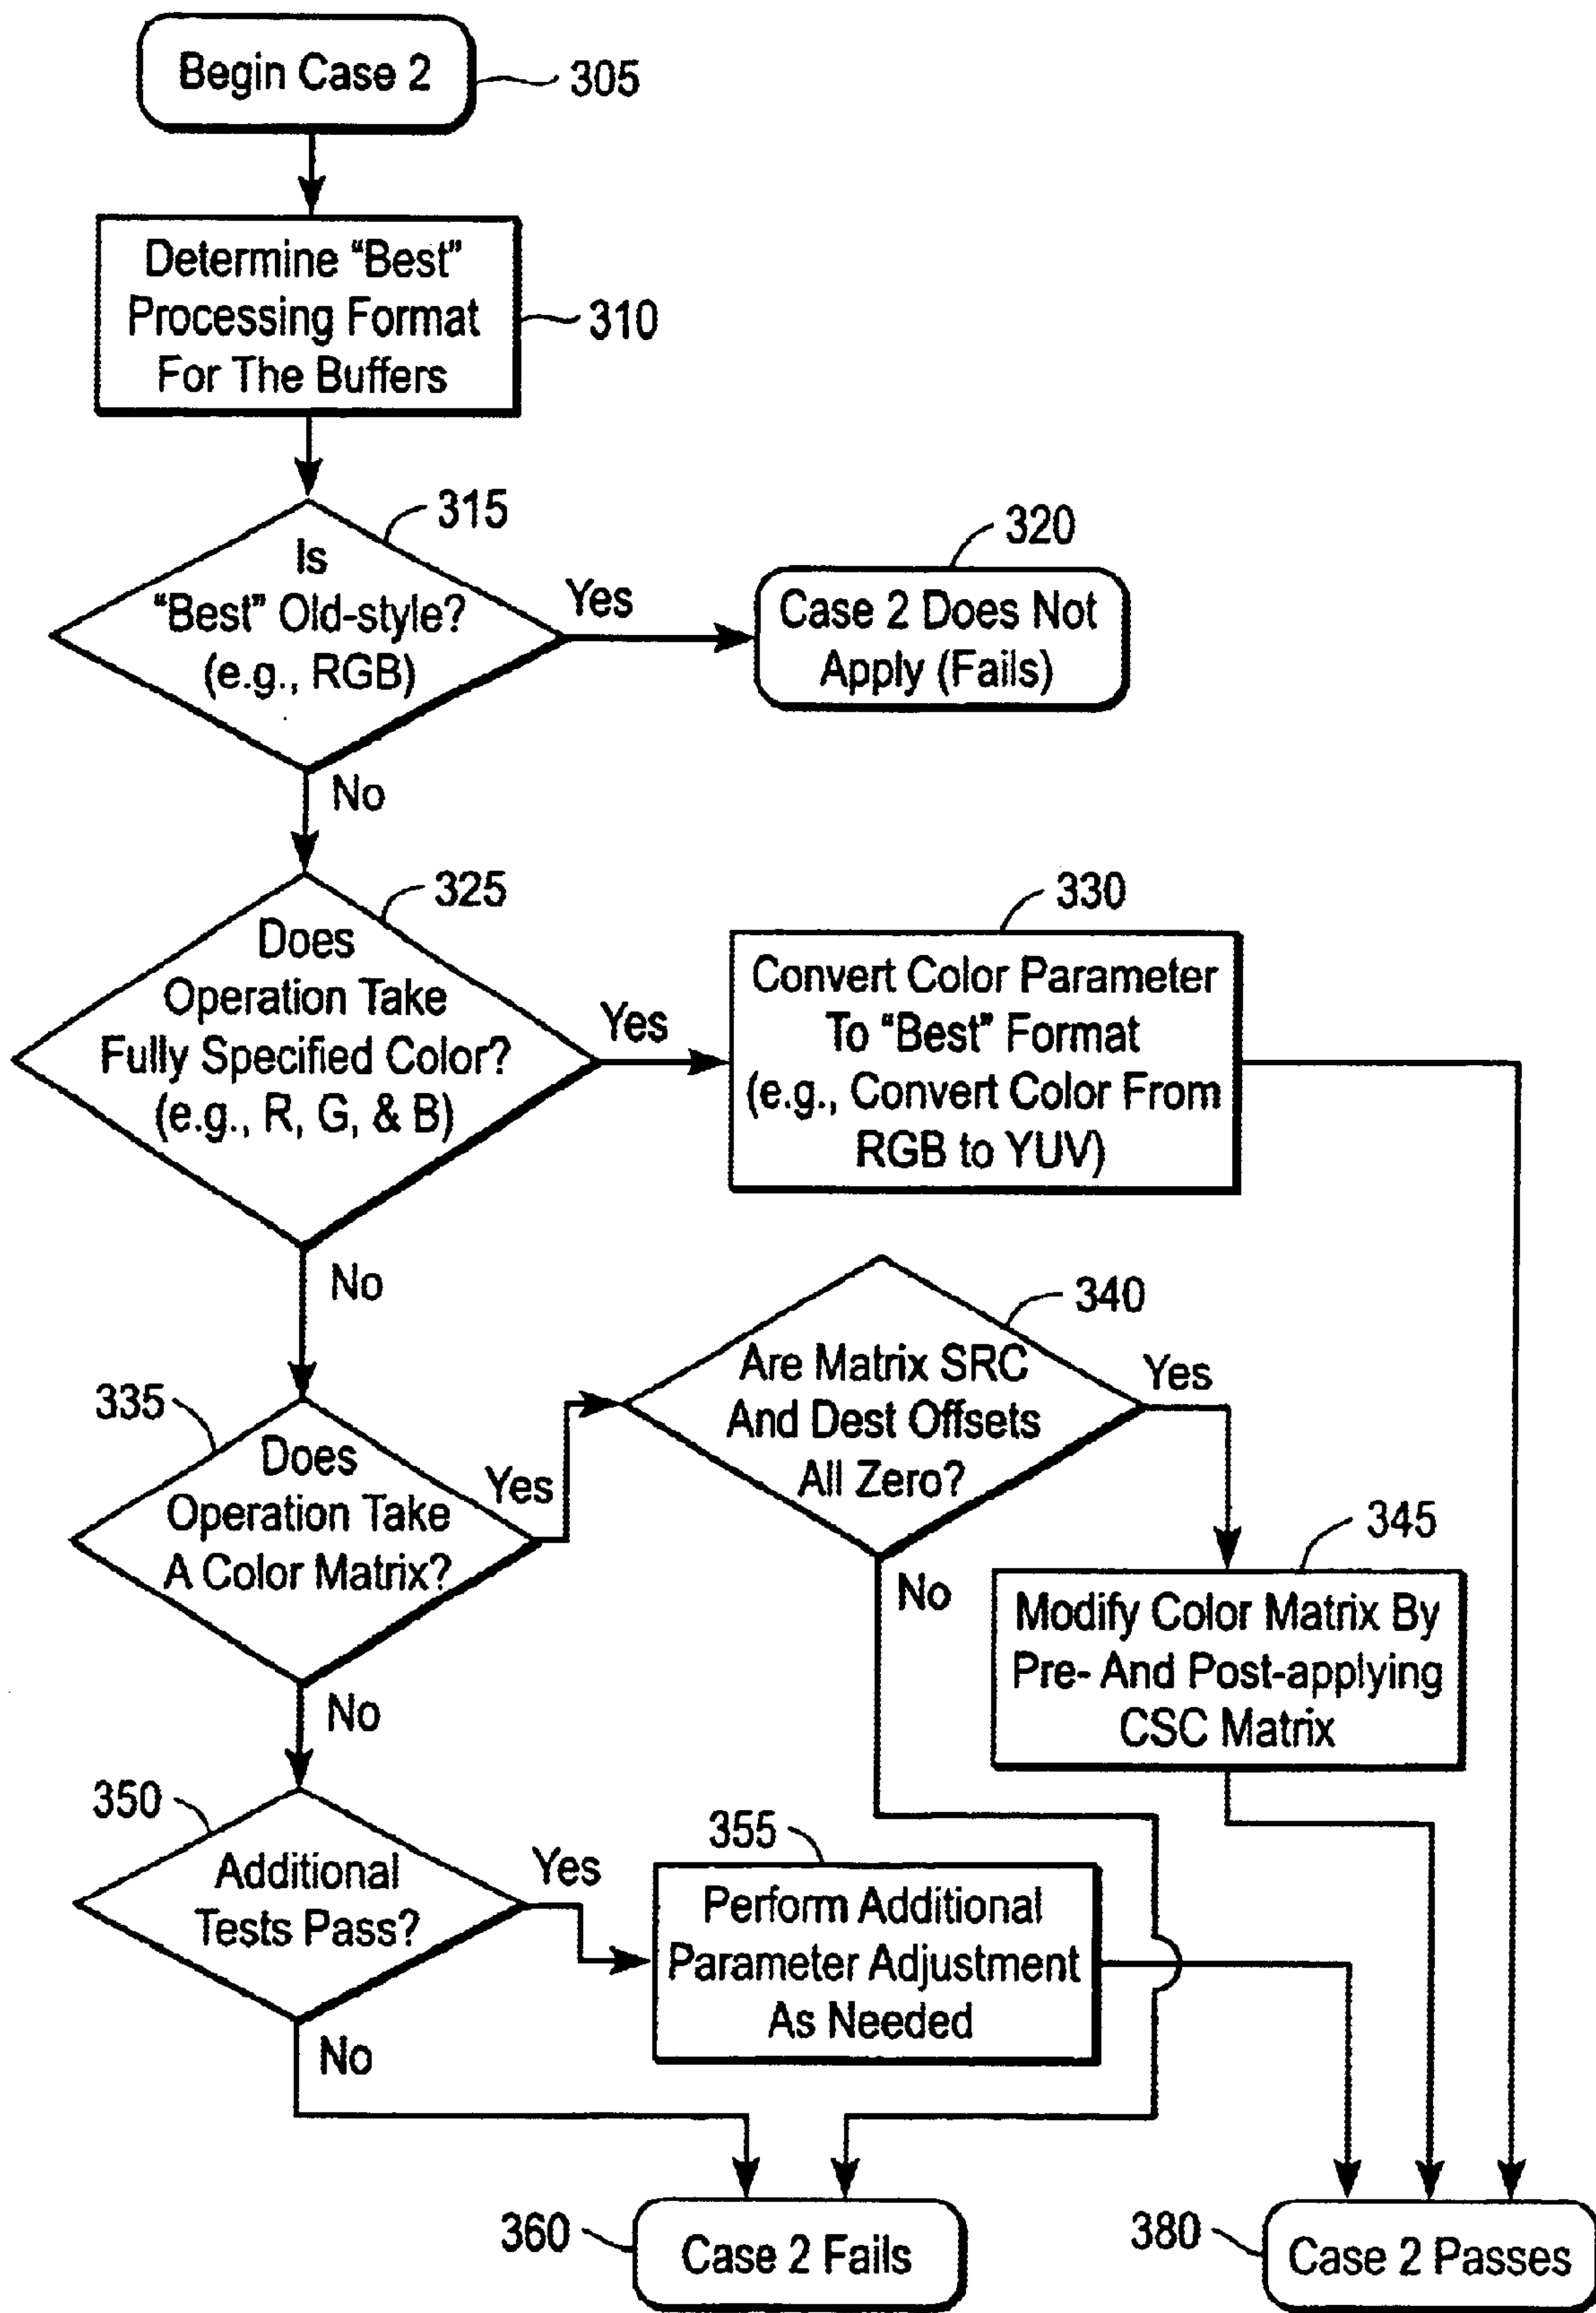 Begin Case 2
305
Determine “Best”
Processing Format
For The Buffers
310
315
Is
“Best” Old-style?
(e.g., RGB)
Yes
320
Case 2 Does Not
Apply (Fails)
No
325
Does
Operation Take
Fully Specified Color?
(e.g., R, G, & B)
Yes
330
Convert Color Parameter
To “Best” Format
(e.g., Convert Color From
RGB to YUV)
No
335
Does
Operation Take
A Color Matrix?
Yes
340
Are Matrix SRC
And Dest Offsets
All Zero?
Yes
No
345
Modify Color Matrix By
Pre- And Post-applying
CSC Matrix
No
350
Additional
Tests Pass?
Yes
355
Perform Additional
Parameter Adjustment
As Needed
No
360
Case 2 Fails
380
Case 2 Passes